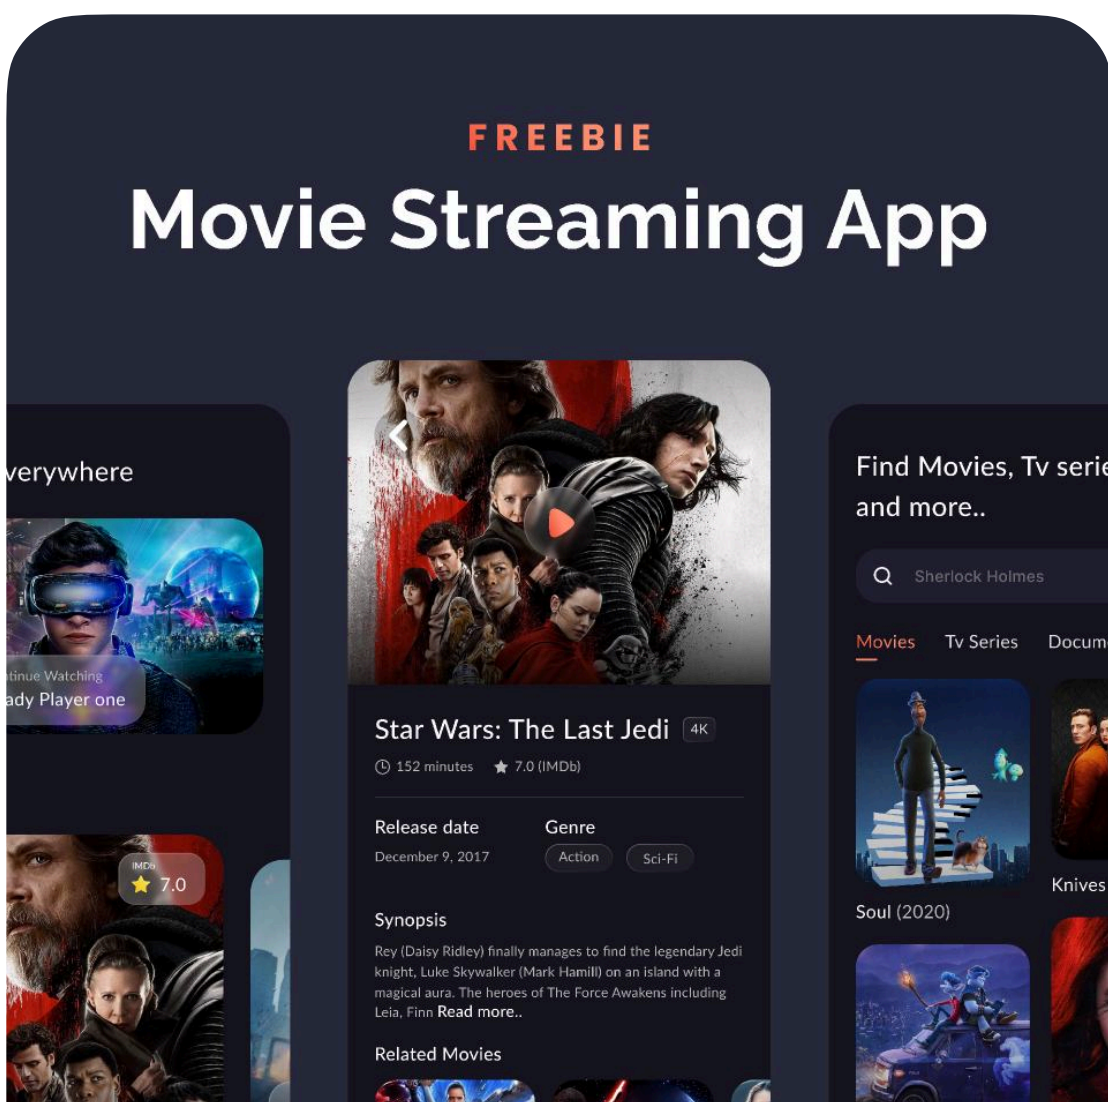 FREEBIE
Movie Streaming App
verywhere
tinue Watching
ady Player one
IMDb
7.0
Star Wars: The Last Jedi 4K
152 minutes 7.0 (IMDb)
Release date Genre
December 9, 2017 Action Sci-Fi
Synopsis
Rey (Daisy Ridley) finally manages to find the legendary Jedi
knight, Luke Skywalker (Mark Hamill) on an island with a
magical aura. The heroes of The Force Awakens including
Leia, Finn Read more..
Related Movies
Find Movies, Tv serie
and more..
Sherlock Holmes
Movies Tv Series Docum
Soul (2020)
Knives